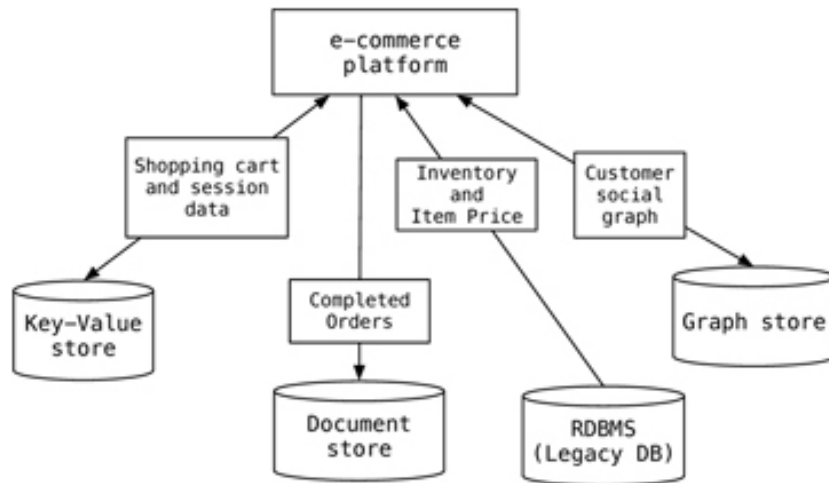 e-commerce
platform
Shopping cart
and session
data
Inventory
and
Item Price
Customer
social
graph
Completed
Orders
Key-Value
store
Graph store
Document
store
RDBMS
(Legacy DB)